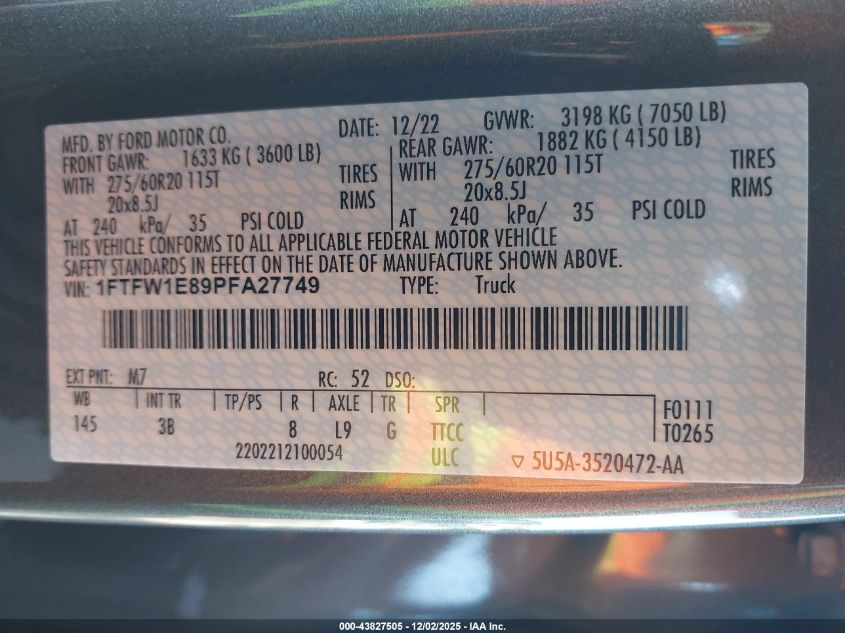 MFD. BY FORD MOTOR CO.
DATE: 12/22 GVWR: 3198 KG ( 7050 LB)
FRONT GAWR: 1633 KG ( 3600 LB) REAR GAWR: 1882 KG ( 4150 LB)
WITH 275/60R20 115T TIRES WITH 275/60R20 115T TIRES
20x8.5J RIMS 20x8.5J RIMS
AT 240 kPa/ 35 PSI COLD AT 240 kPa/ 35 PSI COLD
THIS VEHICLE CONFORMS TO ALL APPLICABLE FEDERAL MOTOR VEHICLE
SAFETY STANDARDS IN EFFECT ON THE DATE OF MANUFACTURE SHOWN ABOVE.
VIN: 1FTFW1E89PFA27749 TYPE: Truck
EXT PNT: M7 RC: 52 DSO:
WB INT TR TP/PS R AXLE TR SPR F0111
145 3B 8 L9 G TTCC T0265
2202212100054 ULC ▽ 5U5A-3520472-AA
000-43827505 - 12/02/2025 - IAA Inc.